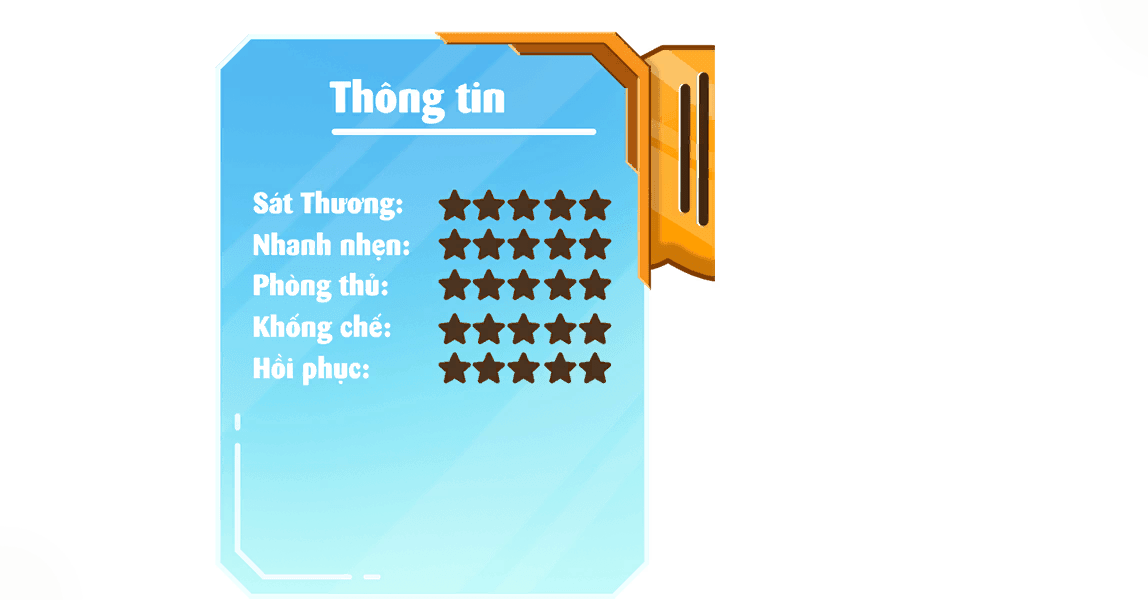 Thông tin
Sát Thương:
Nhanh nhẹn:
Phòng thủ:
Khống chế:
Hồi phục: